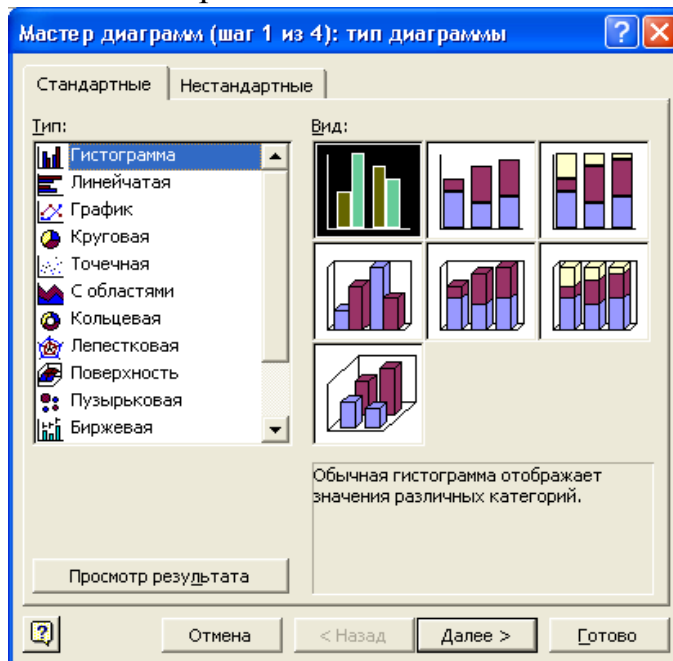 Мастер диаграмм (шаг 1 из 4): тип диаграммы
Стандартные Нестандартные
Тип: Вид:
Гистограмма
Линейчатая
График
Круговая
Точечная
С областями
Кольцевая
Лепестковая
Поверхность
Пузырьковая
Биржевая
Обычная гистограмма отображает
значения различных категорий.
Просмотр результата
Отмена < Назад Далее > Готово